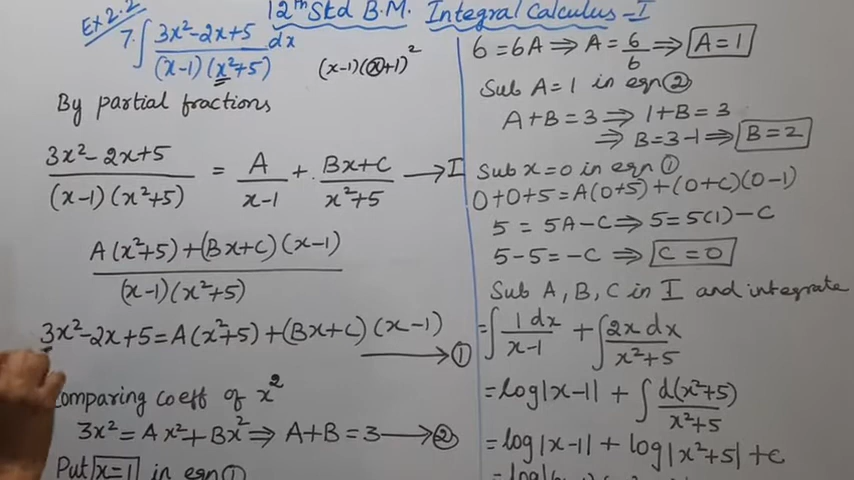 12th Std B.M. Integral Calculus -I
Ex 2.2
7. ∫ 3x²-2x+5 / (x-1)(x²+5) dx
(x-1)(x+1)²
By partial fractions
3x²-2x+5 / (x-1)(x²+5) = A / x-1 + Bx+C / x²+5 → I
A(x²+5)+(Bx+C)(x-1) / (x-1)(x²+5)
3x²-2x+5=A(x²+5)+(Bx+C)(x-1) → ①
Comparing coeff of x²
3x²=Ax²+Bx² ⇒ A+B=3 → ②
Put x=1 in eqn ①
6=6A ⇒ A=6/6 ⇒ A=1
Sub A=1 in eqn ②
A+B=3 ⇒ 1+B=3
⇒ B=3-1 ⇒ B=2
Sub x=0 in eqn ①
0+0+5=A(0+5)+(0+C)(0-1)
5=5A-C ⇒ 5=5(1)-C
5-5=-C ⇒ C=0
Sub A, B, C in I and integrate
=∫ 1dx / x-1 + ∫ 2x dx / x²+5
=log|x-1| + ∫ d(x²+5) / x²+5
=log|x-1| + log|x²+5| + c